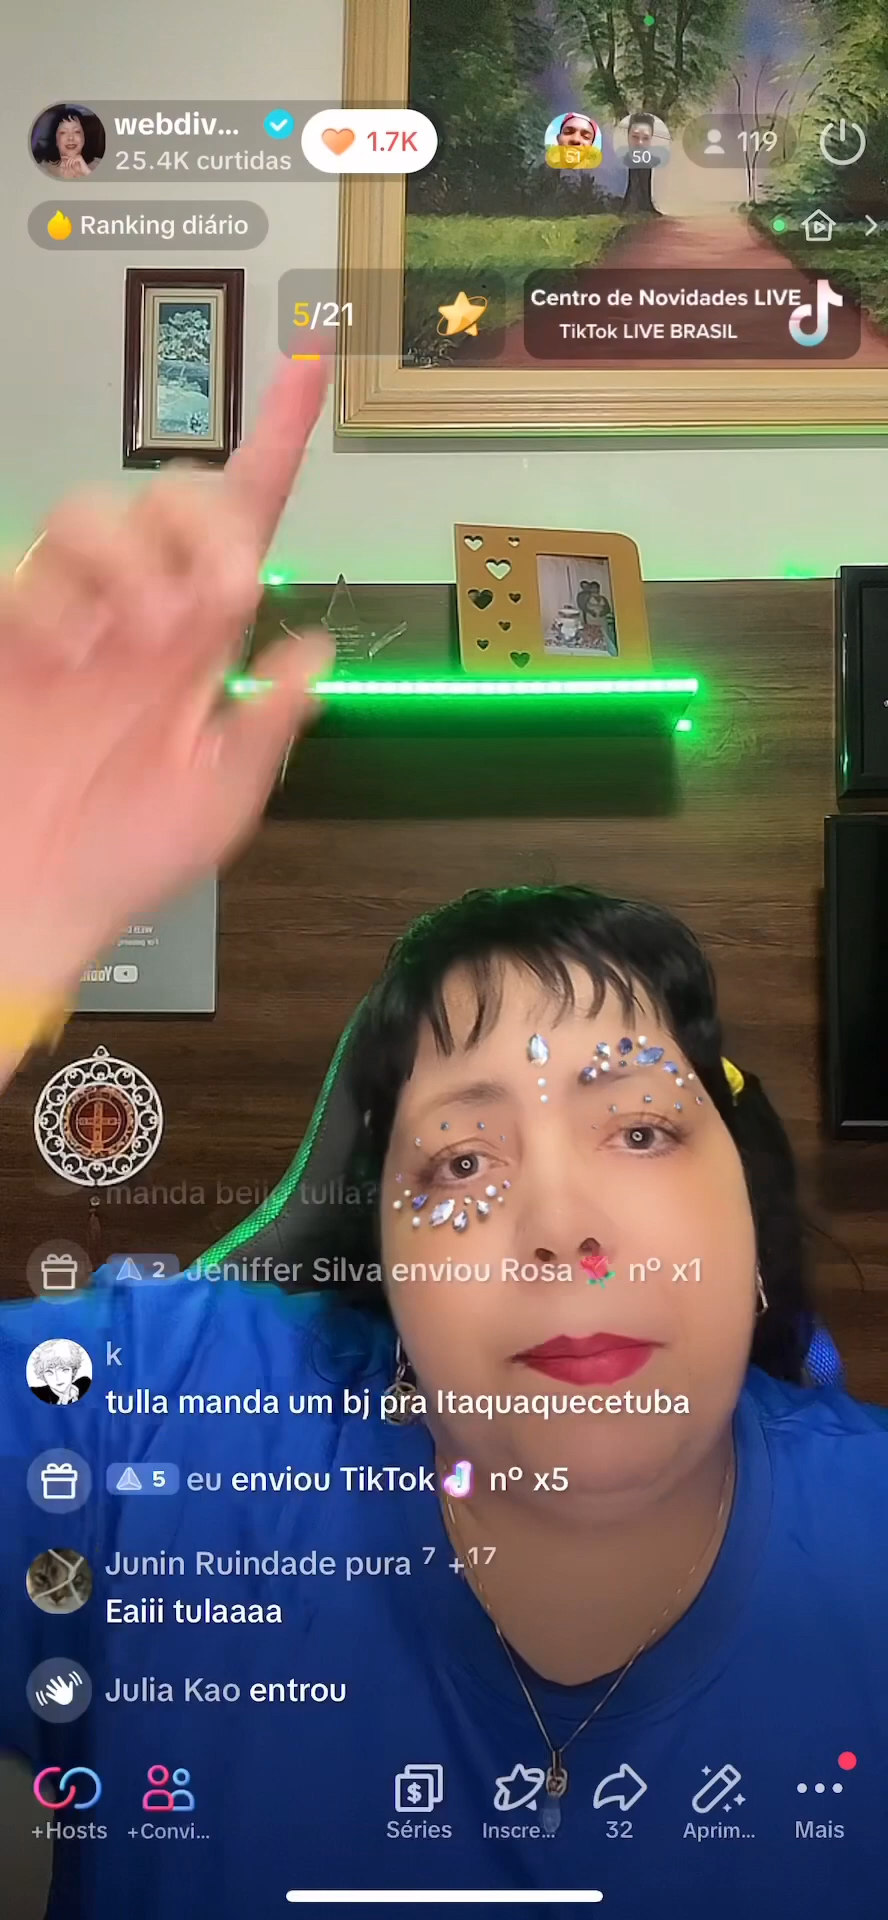 webdiv...
25.4K curtidas
1.7K
51
50
119
Ranking diário
5/21
Centro de Novidades LIVE
TikTok LIVE BRASIL
manda beijo tulla?
2 Jeniffer Silva enviou Rosa nº x1
k
tulla manda um bj pra Itaquaquecetuba
5 eu enviou TikTok nº x5
Junin Ruindade pura ⁷ +¹⁷
Eaiii tulaaaa
Julia Kao entrou
+Hosts
+Convi...
Séries
Inscre...
32
Aprim...
Mais